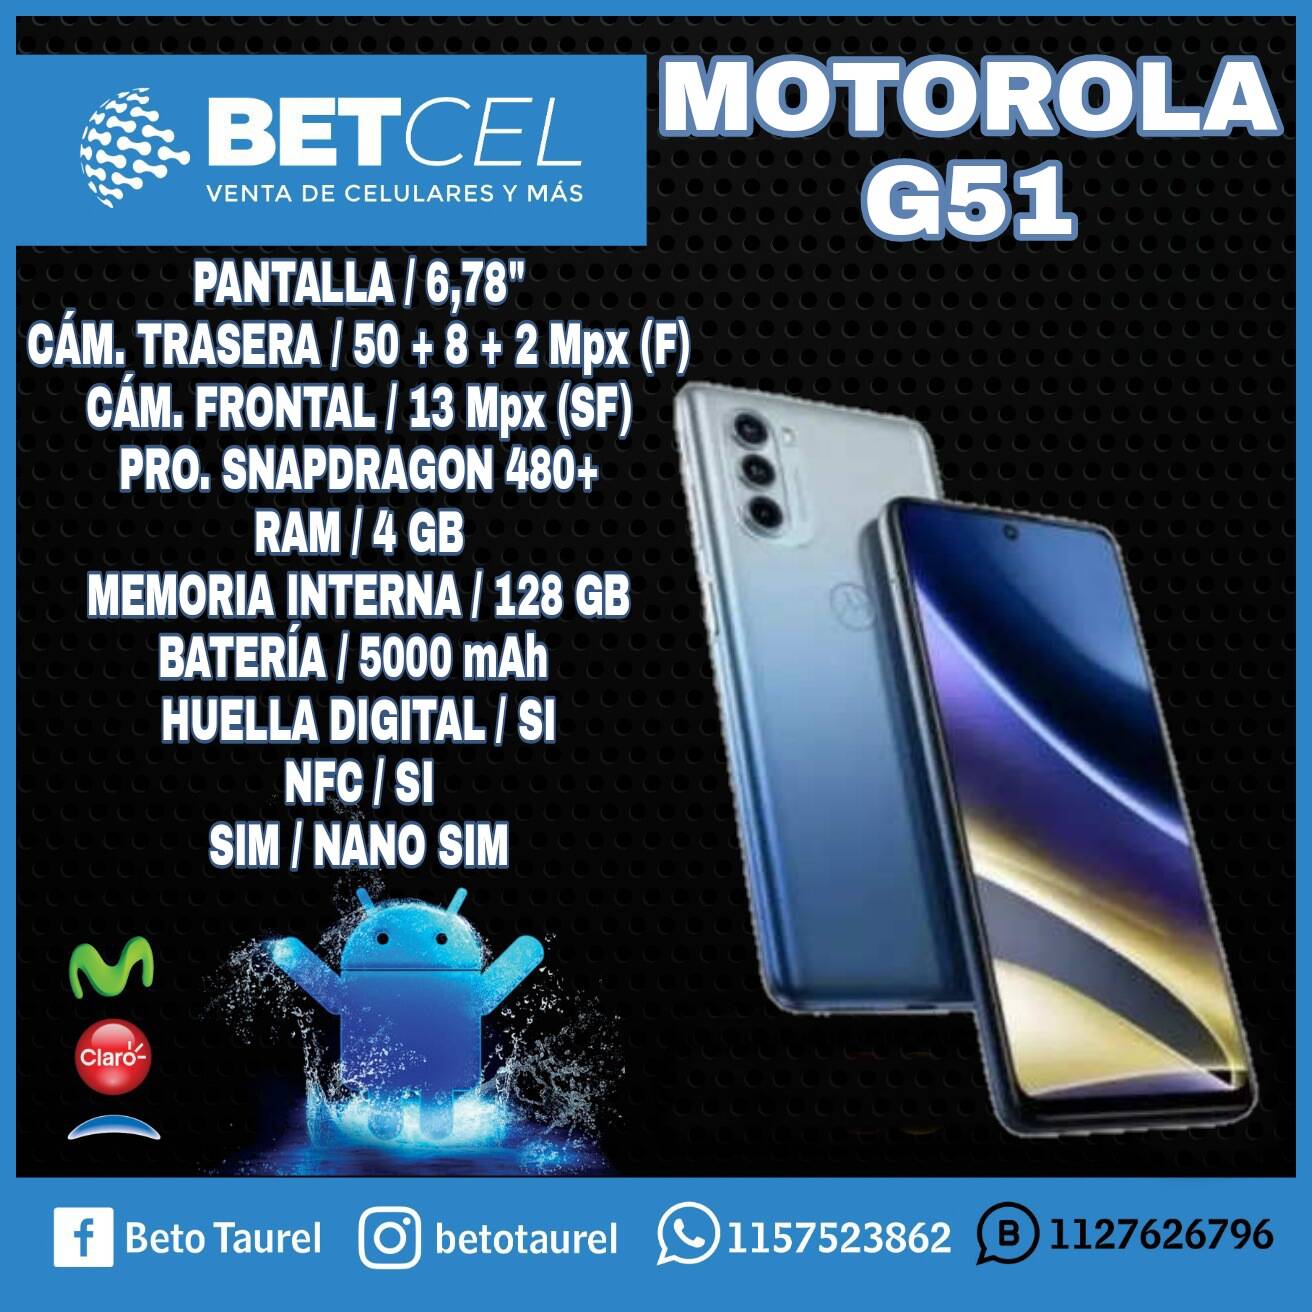 BETCEL
VENTA DE CELULARES Y MÁS
MOTOROLA
G51
PANTALLA / 6,78"
CÁM. TRASERA / 50 + 8 + 2 Mpx (F)
CÁM. FRONTAL / 13 Mpx (SF)
PRO. SNAPDRAGON 480+
RAM / 4 GB
MEMORIA INTERNA / 128 GB
BATERÍA / 5000 mAh
HUELLA DIGITAL / SI
NFC / SI
SIM / NANO SIM
Claro
f Beto Taurel
betotaurel
1157523862
B 1127626796